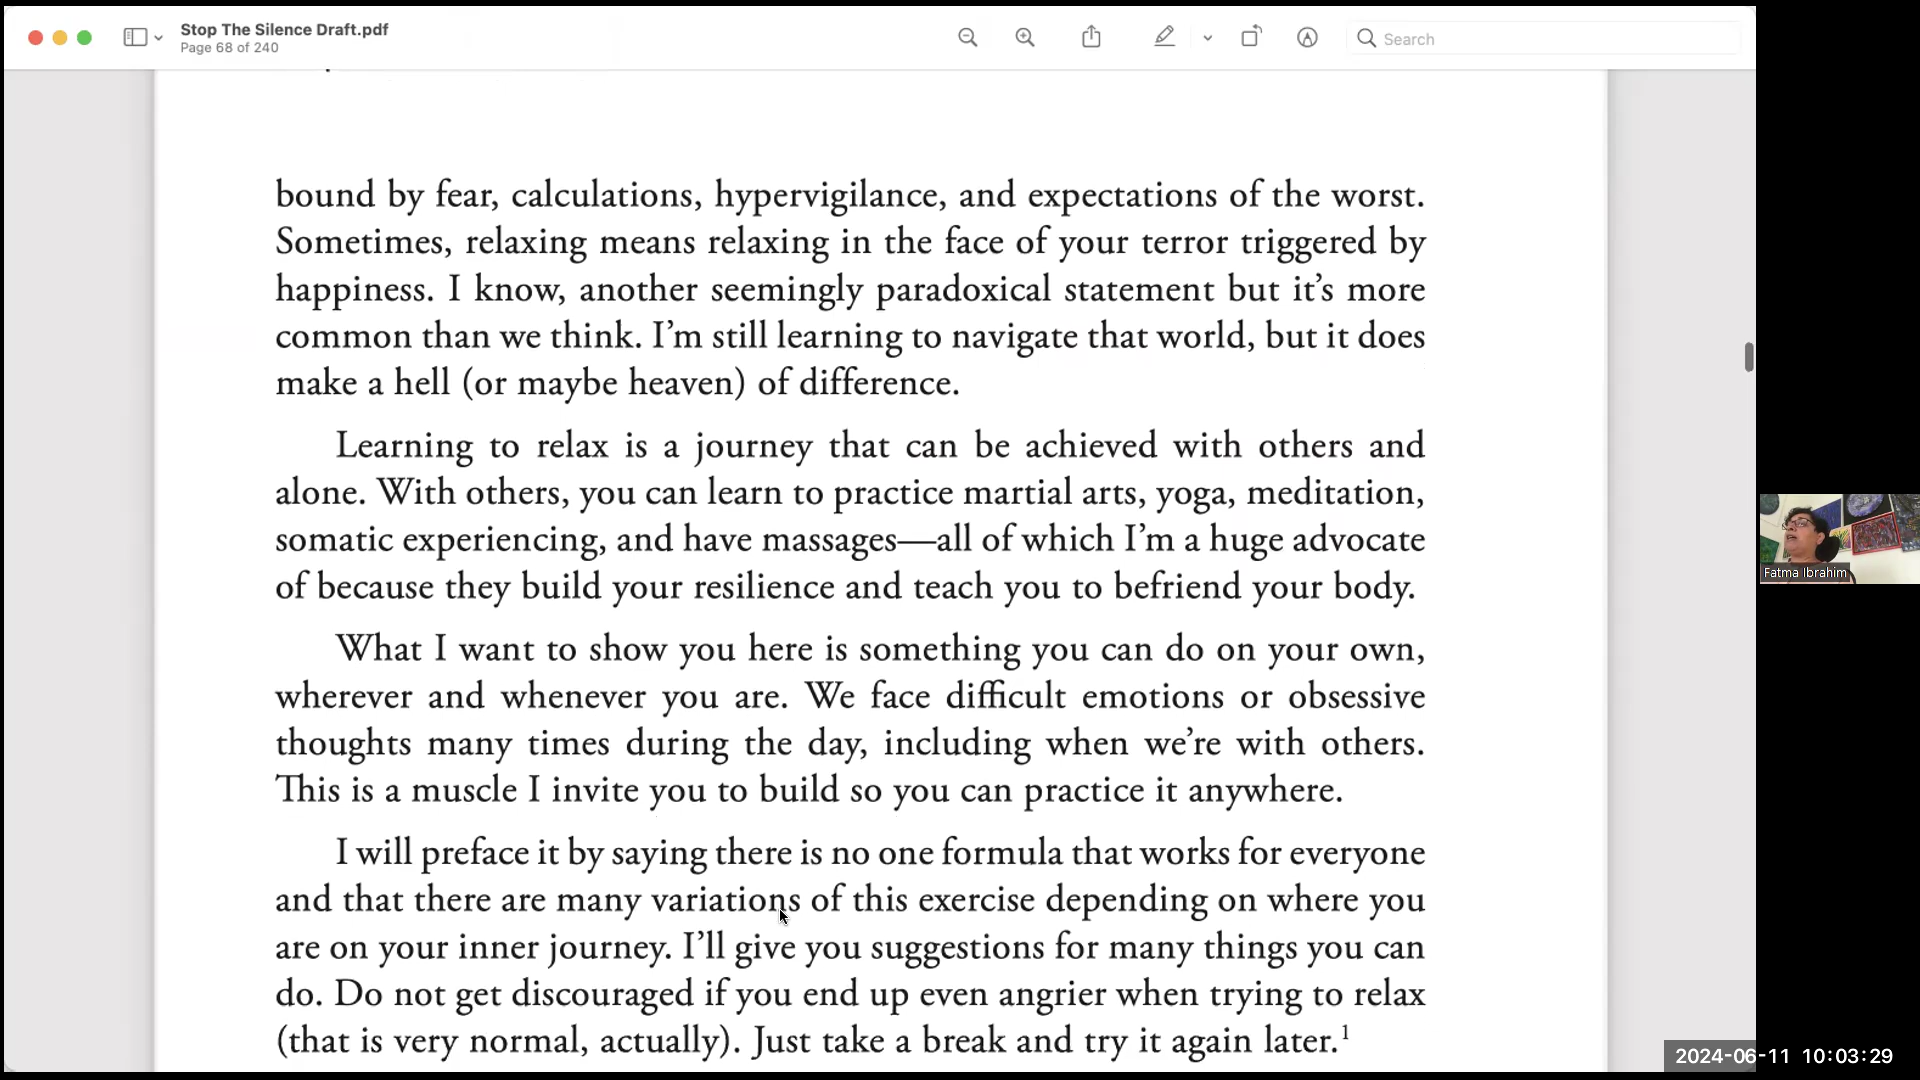 Stop The Silence Draft.pdf
Page 68 of 240
Search
bound by fear, calculations, hypervigilance, and expectations of the worst.
Sometimes, relaxing means relaxing in the face of your terror triggered by
happiness. I know, another seemingly paradoxical statement but it’s more
common than we think. I’m still learning to navigate that world, but it does
make a hell (or maybe heaven) of difference.
Learning to relax is a journey that can be achieved with others and
alone. With others, you can learn to practice martial arts, yoga, meditation,
somatic experiencing, and have massages—all of which I’m a huge advocate
of because they build your resilience and teach you to befriend your body.
What I want to show you here is something you can do on your own,
wherever and whenever you are. We face difficult emotions or obsessive
thoughts many times during the day, including when we’re with others.
This is a muscle I invite you to build so you can practice it anywhere.
I will preface it by saying there is no one formula that works for everyone
and that there are many variations of this exercise depending on where you
are on your inner journey. I’ll give you suggestions for many things you can
do. Do not get discouraged if you end up even angrier when trying to relax
(that is very normal, actually). Just take a break and try it again later.¹
Fatma Ibrahim
2024-06-11 10:03:29